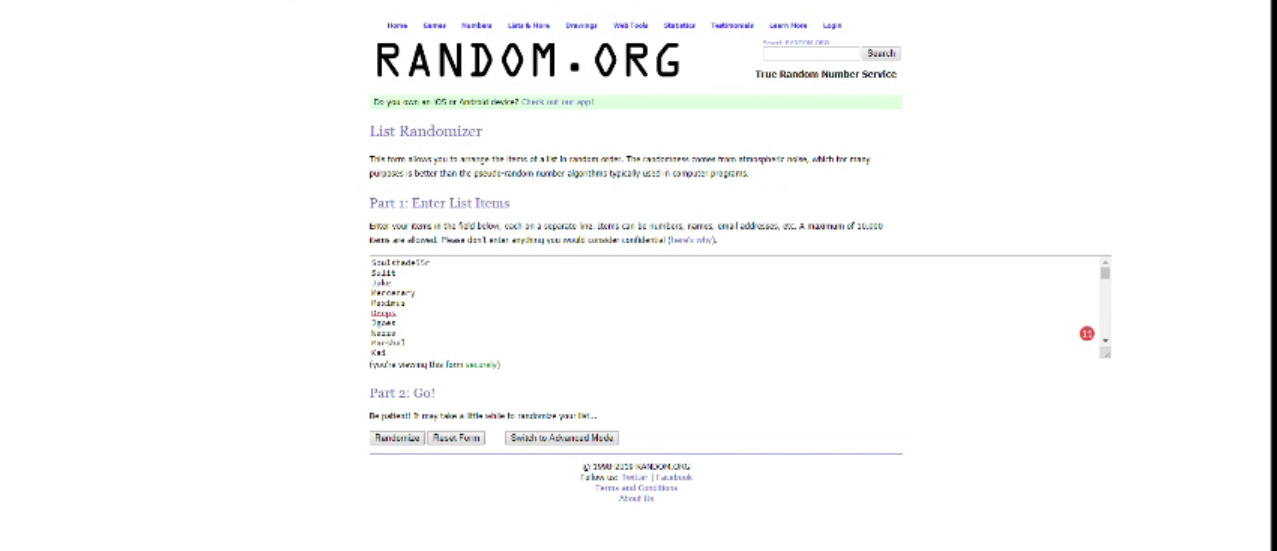 Home Games Numbers Lists & More Drawings Web Tools Statistics Testimonials Learn More Login
RANDOM.ORG
Search RANDOM.ORG
Search
True Random Number Service
Do you own an iOS or Android device? Check out our app!
List Randomizer
This form allows you to arrange the items of a list in random order. The randomness comes from atmospheric noise, which for many
purposes is better than the pseudo-random number algorithms typically used in computer programs.
Part 1: Enter List Items
Enter your items in the field below, each on a separate line. Items can be numbers, names, email addresses, etc. A maximum of 10,000
items are allowed. Please don't enter anything you would consider confidential (here's why).
Salit
Jake
Mercenary
Maximus
Deeps
Marshal
Kai
11
(you're viewing this form securely)
Part 2: Go!
Be patient! It may take a little while to randomize your list...
Randomize Reset Form Switch to Advanced Mode
© 1998-2019 RANDOM.ORG
Follow us: Twitter | Facebook
Terms and Conditions
About Us